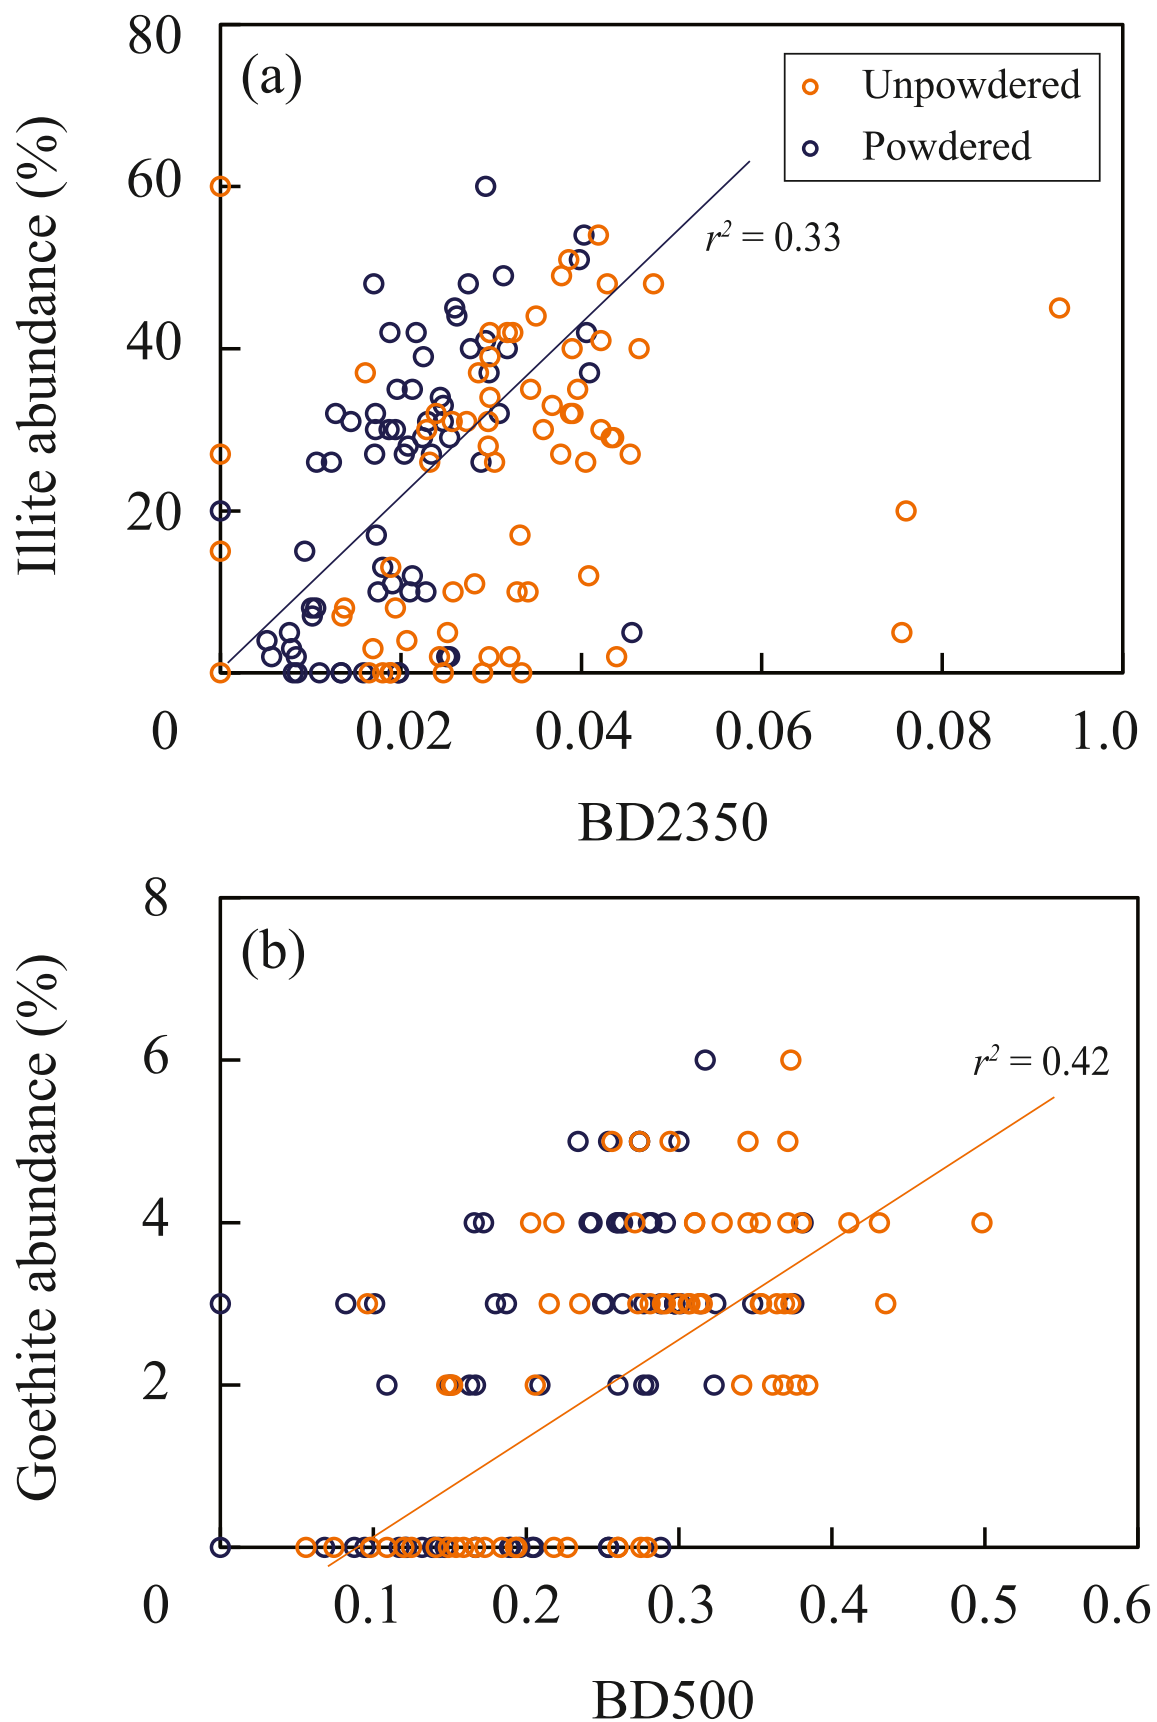 80
(a)
Unpowdered
Powdered
60
r² = 0.33
40
20
Illite abundance (%)
0 0.02 0.04 0.06 0.08 1.0
BD2350
8
(b)
6
r² = 0.42
4
2
Goethite abundance (%)
0 0.1 0.2 0.3 0.4 0.5 0.6
BD500